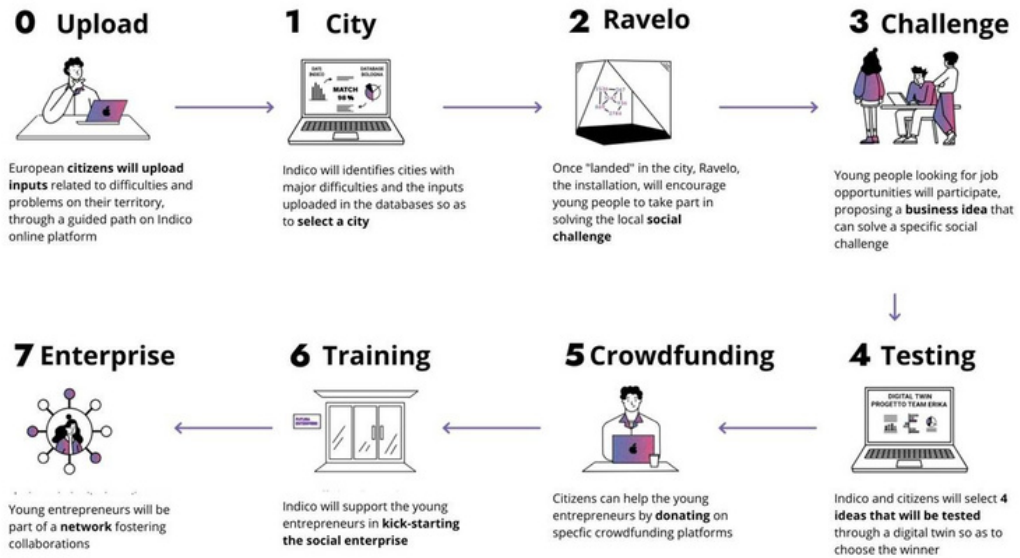 0 Upload
1 City
2 Ravelo
3 Challenge
DATI
INDICO
DATABASE
BOLOGNA
MATCH
98 %
European citizens will upload
inputs related to difficulties and
problems on their territory,
through a guided path on Indico
online platform
Indico will identifies cities with
major difficulties and the inputs
uploaded in the databases so as
to select a city
Once "landed" in the city, Ravelo,
the installation, will encourage
young people to take part in
solving the local social
challenge
Young people looking for job
opportunities will participate,
proposing a business idea that
can solve a specific social
challenge
7 Enterprise
6 Training
5 Crowdfunding
4 Testing
DIGITAL TWIN
PROGETTO TEAM ERIKA
Young entrepreneurs will be
part of a network fostering
collaborations
Indico will support the young
entrepreneurs in kick-starting
the social enterprise
Citizens can help the young
entrepreneurs by donating on
specfic crowdfunding platforms
Indico and citizens will select 4
ideas that will be tested
through a digital twin so as to
choose the winner